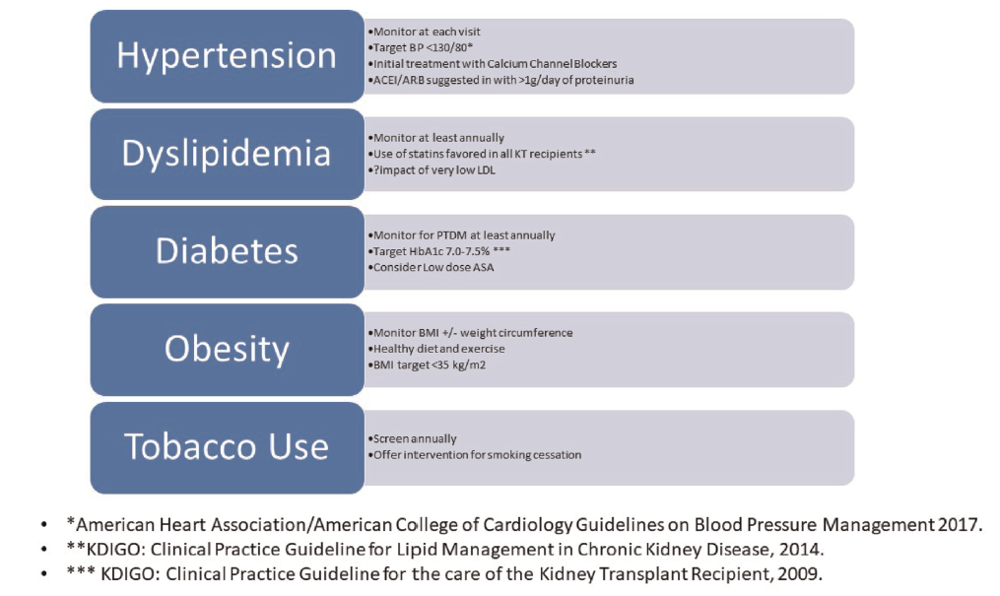 Hypertension
•Monitor at each visit
•Target BP <130/80*
•Initial treatment with Calcium Channel Blockers
•ACEI/ARB suggested in with >1g/day of proteinuria
Dyslipidemia
•Monitor at least annually
•Use of statins favored in all KT recipients **
•?impact of very low LDL
Diabetes
•Monitor for PTDM at least annually
•Target HbA1c 7.0-7.5% ***
•Consider Low dose ASA
Obesity
•Monitor BMI +/- weight circumference
•Healthy diet and exercise
•BMI target <35 kg/m2
Tobacco Use
•Screen annually
•Offer intervention for smoking cessation
• *American Heart Association/American College of Cardiology Guidelines on Blood Pressure Management 2017.
• **KDIGO: Clinical Practice Guideline for Lipid Management in Chronic Kidney Disease, 2014.
• *** KDIGO: Clinical Practice Guideline for the care of the Kidney Transplant Recipient, 2009.